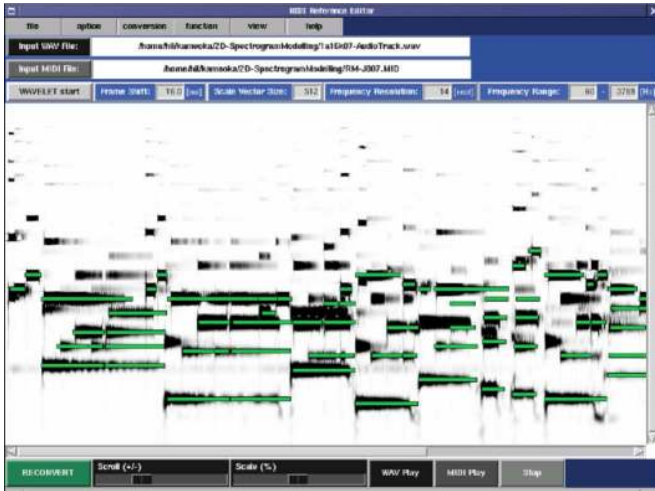 MIDI Reference Editor
file option conversion function view help
Input WAV File: /home/hil/kameoka/2D-SpectrogramModelling/1a16k07-AudioTrack.wav
Input MIDI File: /home/hil/kameoka/2D-SpectrogramModelling/RM-J007.MID
WAVELET start Frame Shift: 16.0 [ms] Scale Vector Size: 512 Frequency Resolution: 14 [cent] Frequency Range: 60 - 3769 [Hz]
RECONVERT Scroll (+/-) Scale (%) WAV Play MIDI Play Stop